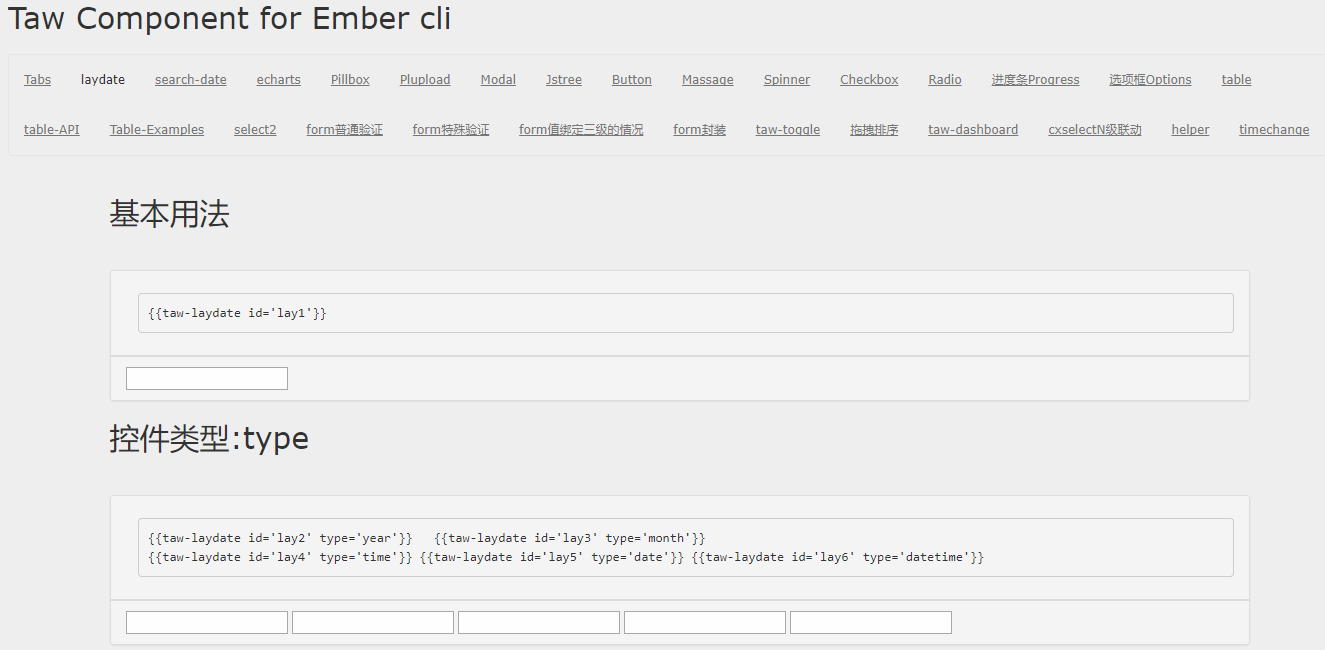 Taw Component for Ember cli
Tabs laydate search-date echarts Pillbox Plupload Modal Jstree Button Massage Spinner Checkbox Radio 进度条Progress 选项框Options table
table-API Table-Examples select2 form普通验证 form特殊验证 form值绑定三级的情况 form封装 taw-toggle 拖拽排序 taw-dashboard cxselectN级联动 helper timechange
基本用法
{{taw-laydate id='lay1'}}
控件类型:type
{{taw-laydate id='lay2' type='year'}} {{taw-laydate id='lay3' type='month'}}
{{taw-laydate id='lay4' type='time'}} {{taw-laydate id='lay5' type='date'}} {{taw-laydate id='lay6' type='datetime'}}